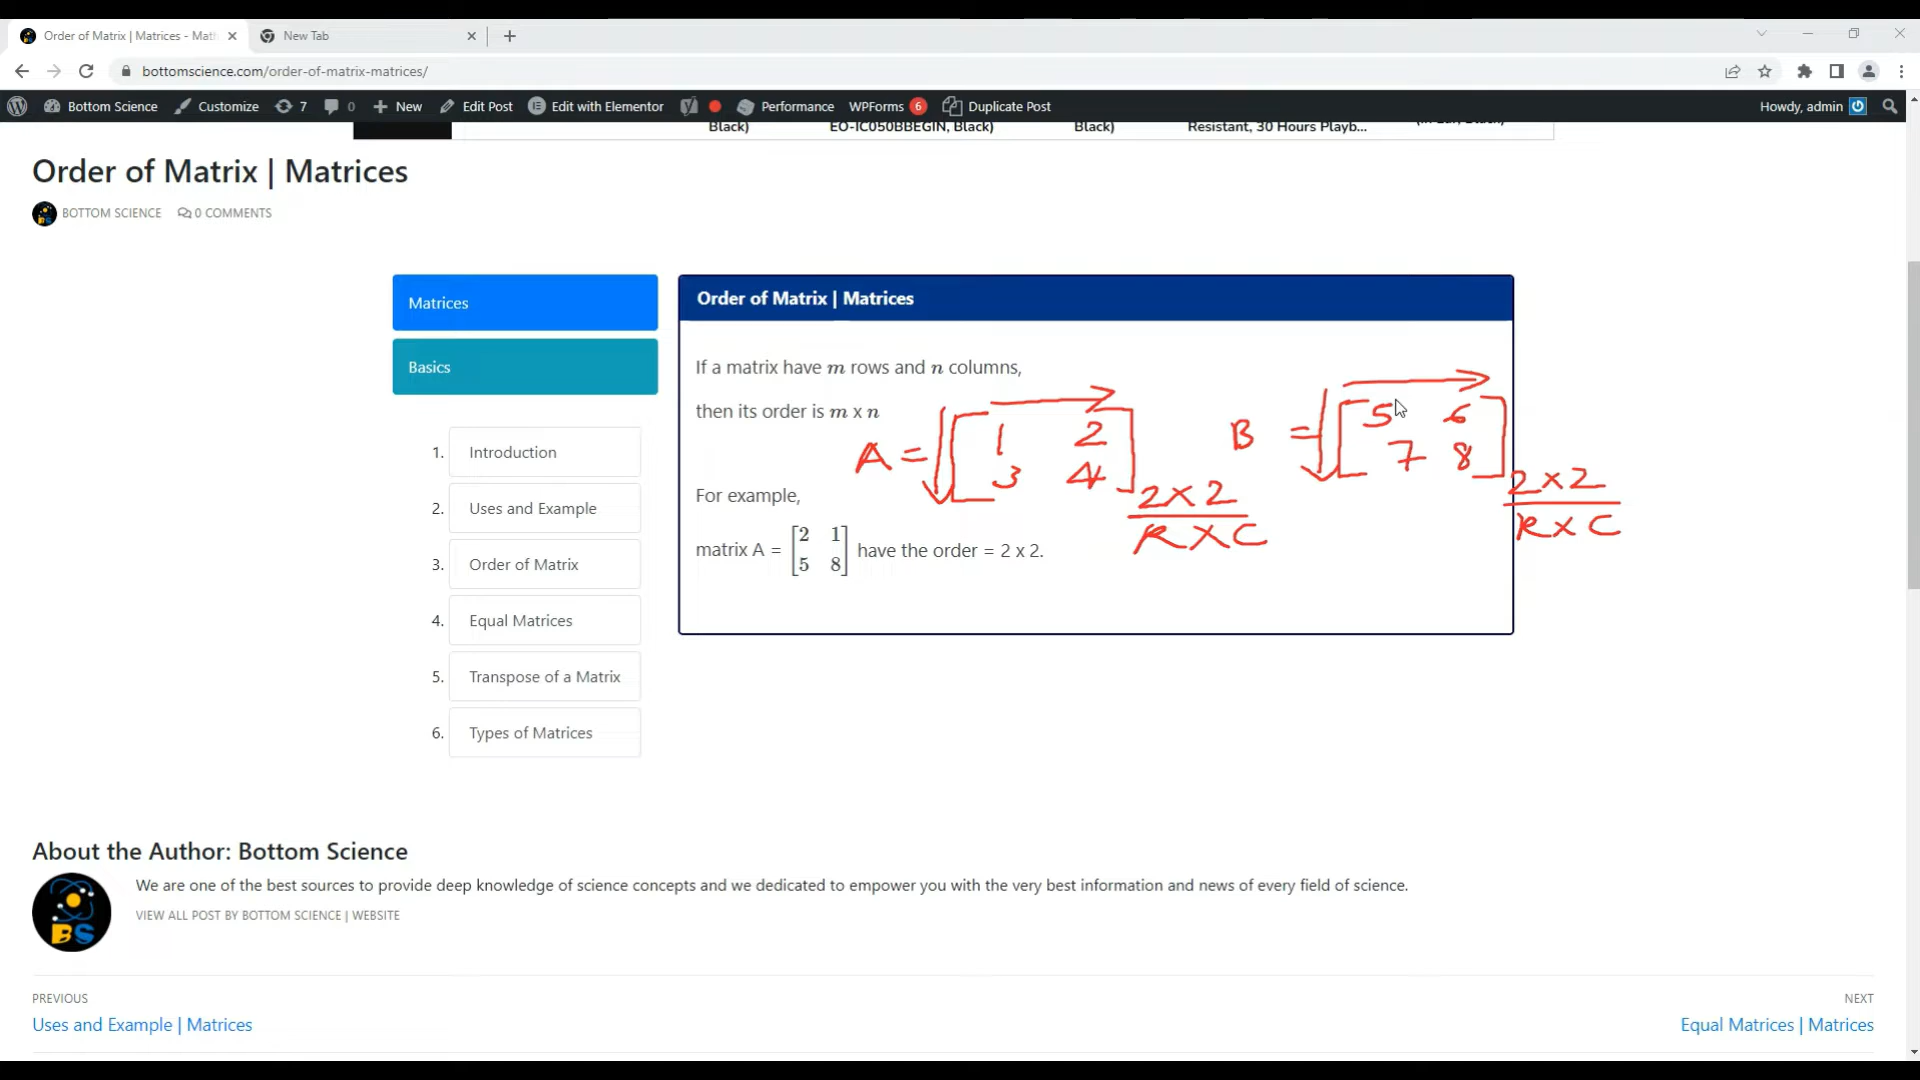 Order of Matrix | Matrices - Mat
New Tab
bottomscience.com/order-of-matrix-matrices/
Bottom Science
Customize
7
0
New
Edit Post
Edit with Elementor
Performance
WPForms 6
Duplicate Post
Howdy, admin
Black)
EO-IC050BBEGIN, Black)
Black)
Resistant, 30 Hours Playb...
Order of Matrix | Matrices
BOTTOM SCIENCE
0 COMMENTS
Matrices
Basics
1. Introduction
2. Uses and Example
3. Order of Matrix
4. Equal Matrices
5. Transpose of a Matrix
6. Types of Matrices
Order of Matrix | Matrices
If a matrix have m rows and n columns,
then its order is m x n
A = [ 1 2
3 4 ] 2 x 2
R x C
B = [ 5 6
7 8 ] 2 x 2
R x C
For example,
matrix A = [ 2 1
5 8 ] have the order = 2 x 2.
About the Author: Bottom Science
We are one of the best sources to provide deep knowledge of science concepts and we dedicated to empower you with the very best information and news of every field of science.
VIEW ALL POST BY BOTTOM SCIENCE | WEBSITE
BS
PREVIOUS
Uses and Example | Matrices
NEXT
Equal Matrices | Matrices